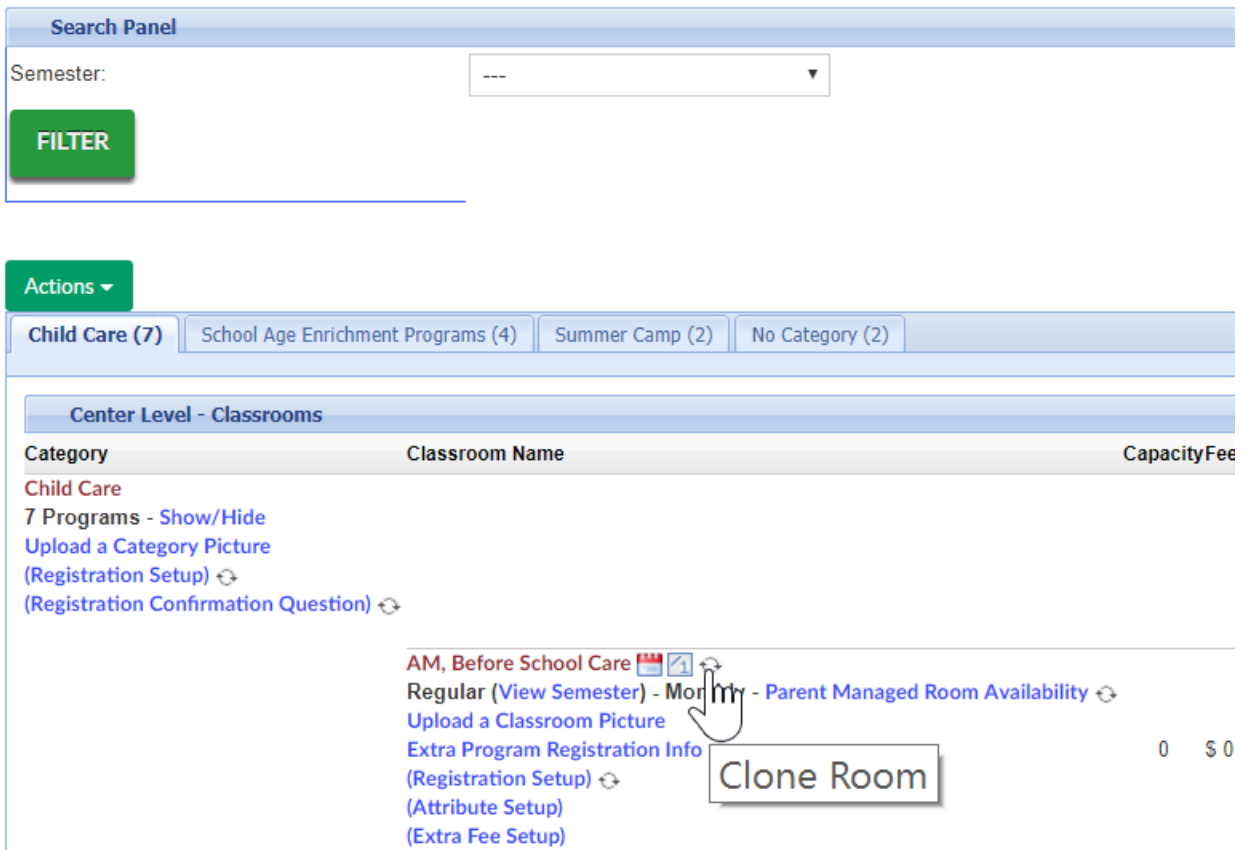 Search Panel
Semester: ---
FILTER
Actions
Child Care (7) School Age Enrichment Programs (4) Summer Camp (2) No Category (2)
Center Level - Classrooms
Category Classroom Name Capacity Fee
Child Care
7 Programs - Show/Hide
Upload a Category Picture
(Registration Setup)
(Registration Confirmation Question)
AM, Before School Care
Regular (View Semester) - - Parent Managed Room Availability
Upload a Classroom Picture
Extra Program Registration Info 0 $ 0
Clone Room
(Registration Setup)
(Attribute Setup)
(Extra Fee Setup)